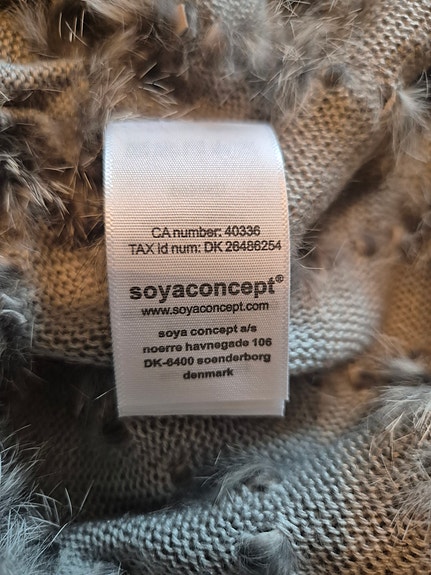 CA number: 40336
TAX id num: DK 26486254
soyaconcept®
www.soyaconcept.com
soya concept a/s
noerre havnegade 106
DK-6400 soenderborg
denmark